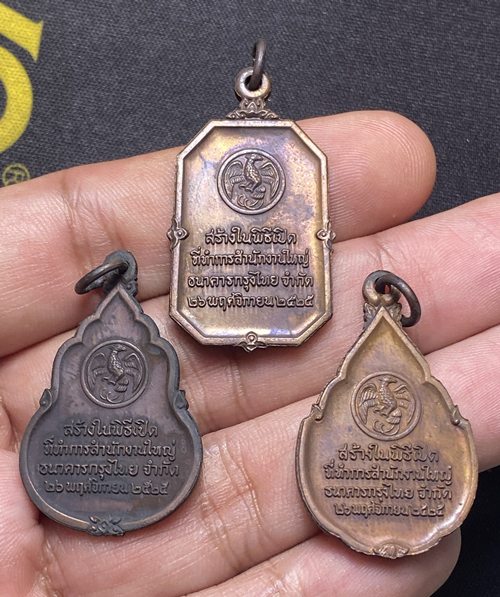 สร้างในพิธีเปิด
ที่ทำการสำนักงานใหญ่
ธนาคารกรุงไทย จำกัด
๒๖ พฤศจิกายน ๒๕๒๕
สร้างในพิธีเปิด
ที่ทำการสำนักงานใหญ่
ธนาคารกรุงไทย จำกัด
๒๖ พฤศจิกายน ๒๕๒๕
สร้างในพิธีเปิด
ที่ทำการสำนักงานใหญ่
ธนาคารกรุงไทย จำกัด
๒๖ พฤศจิกายน ๒๕๒๕